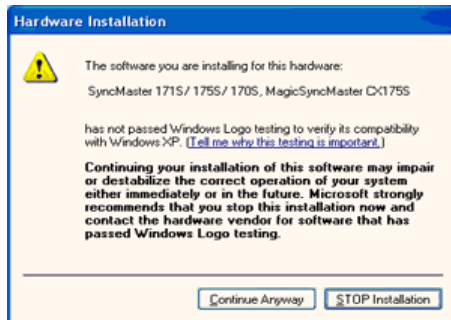 Hardware Installation
The software you are installing for this hardware:
SyncMaster 171S/ 175S/ 170S, MagicSyncMaster CX175S
has not passed Windows Logo testing to verify its compatibility
with Windows XP. (Tell me why this testing is important.)
Continuing your installation of this software may impair
or destabilize the correct operation of your system
either immediately or in the future. Microsoft strongly
recommends that you stop this installation now and
contact the hardware vendor for software that has
passed Windows Logo testing.
Continue Anyway
STOP Installation